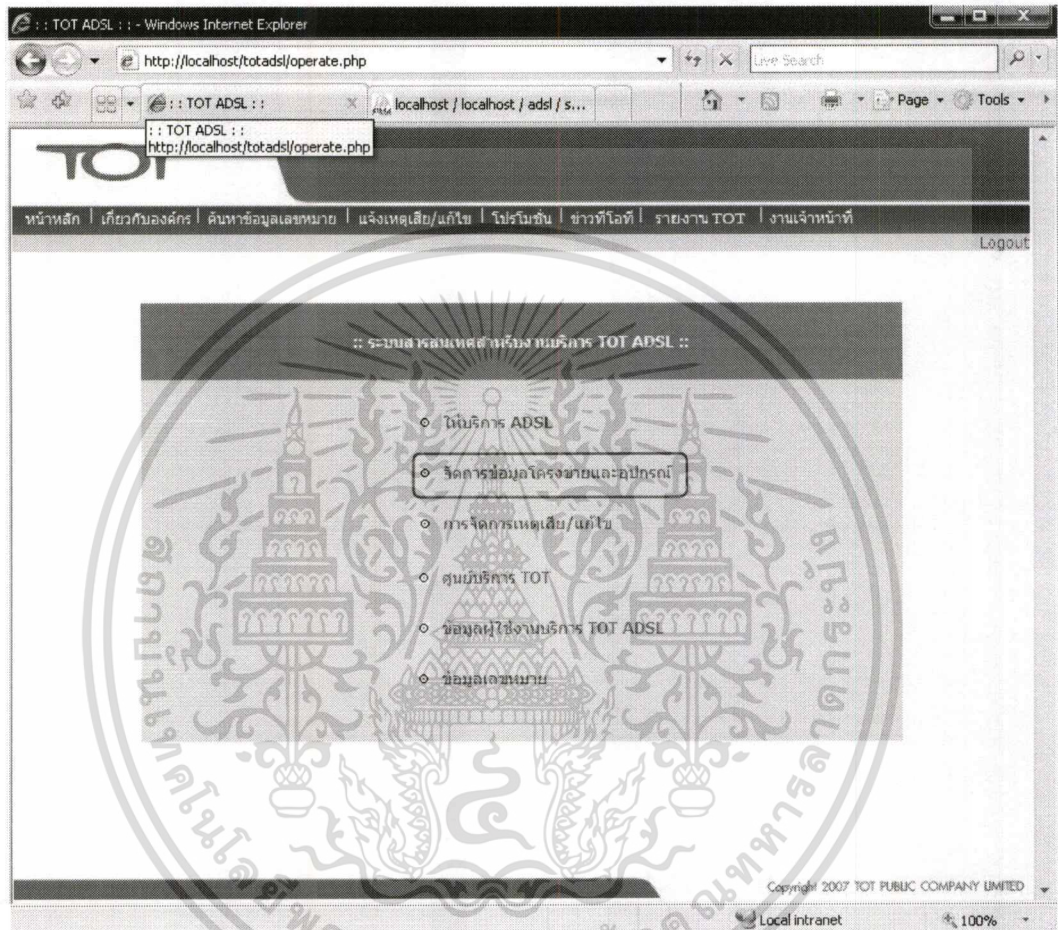 : : TOT ADSL : : - Windows Internet Explorer
http://localhost/totadsl/operate.php
Live Search
: : TOT ADSL : :
localhost / localhost / adsl / s...
Page
Tools
: : TOT ADSL : :
http://localhost/totadsl/operate.php
TOT
หน้าหลัก | เกี่ยวกับองค์กร | ค้นหาข้อมูลเลขหมาย | แจ้งเหตุเสีย/แก้ไข | โปรโมชั่น | ข่าวทีโอที | รายงาน TOT | งานเจ้าหน้าที่
Logout
:: ระบบสารสนเทศสำหรับงานบริการ TOT ADSL ::
ให้บริการ ADSL
จัดการข้อมูลโครงข่ายและอุปกรณ์
การจัดการเหตุเสีย/แก้ไข
ศูนย์บริการ TOT
ข้อมูลผู้ใช้งานบริการ TOT ADSL
ข้อมูลเลขหมาย
Copyright 2007 TOT PUBLIC COMPANY LIMITED
Local intranet
100%